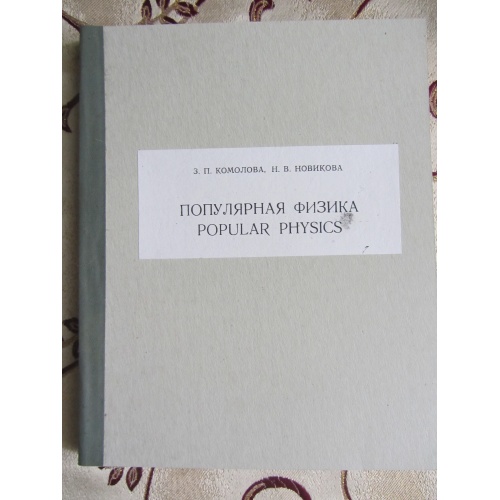 З. П. КОМОЛОВА, Н. В. НОВИКОВА
ПОПУЛЯРНАЯ ФИЗИКА
POPULAR PHYSICS